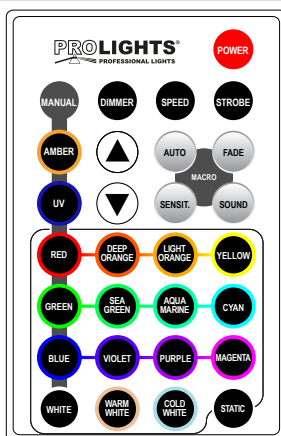 PROLIGHTS®
PROFESSIONAL LIGHTS
POWER
MANUAL DIMMER SPEED STROBE
AMBER AUTO FADE
MACRO
UV SENSIT. SOUND
RED DEEP ORANGE LIGHT ORANGE YELLOW
GREEN SEA GREEN AQUA MARINE CYAN
BLUE VIOLET PURPLE MAGENTA
WHITE WARM WHITE COLD WHITE STATIC